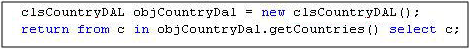 clsCountryDAL objCountryDal = new clsCountryDAL();
return from c in objCountryDal.getCountries() select c;